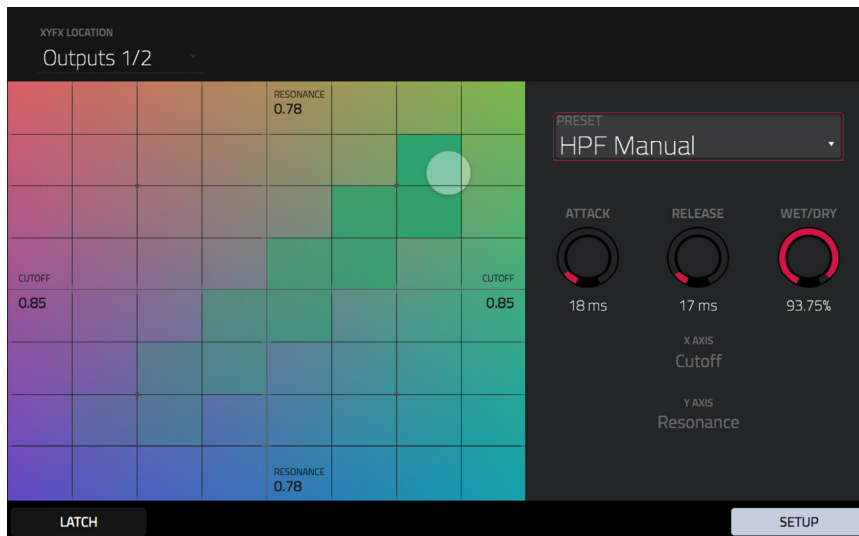 XYFX LOCATION
Outputs 1/2
RESONANCE
0.78
CUTOFF
0.85
CUTOFF
0.85
RESONANCE
0.78
PRESET
HPF Manual
ATTACK
RELEASE
WET/DRY
18 ms
17 ms
93.75%
X AXIS
Cutoff
Y AXIS
Resonance
LATCH
SETUP